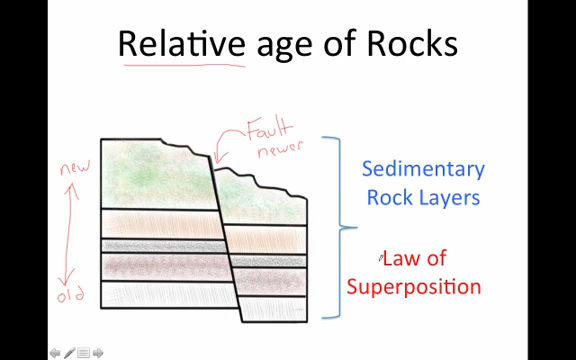 Relative age of Rocks
Fault
newer
new
old
Sedimentary
Rock Layers
Law of
Superposition